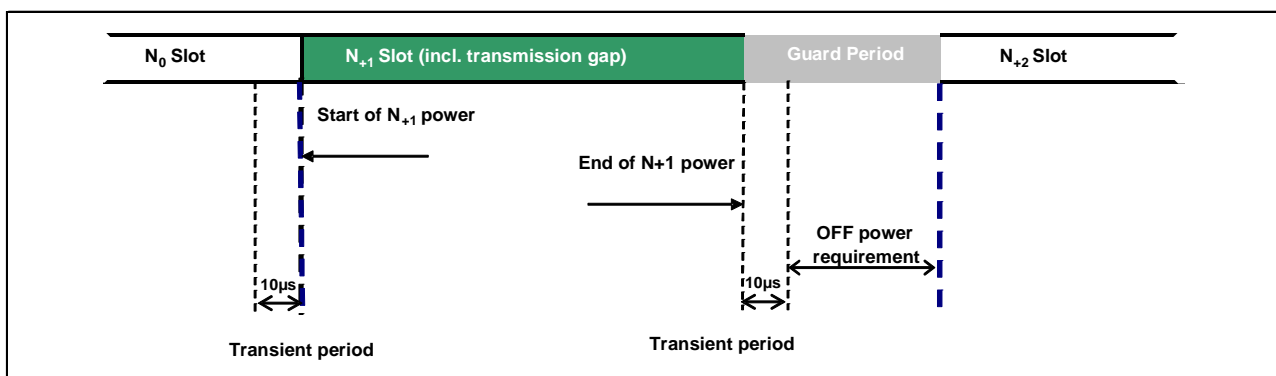 N0 Slot
N+1 Slot (incl. transmission gap)
Guard Period
N+2 Slot
Start of N+1 power
End of N+1 power
OFF power
requirement
10µs
10µs
Transient period
Transient period